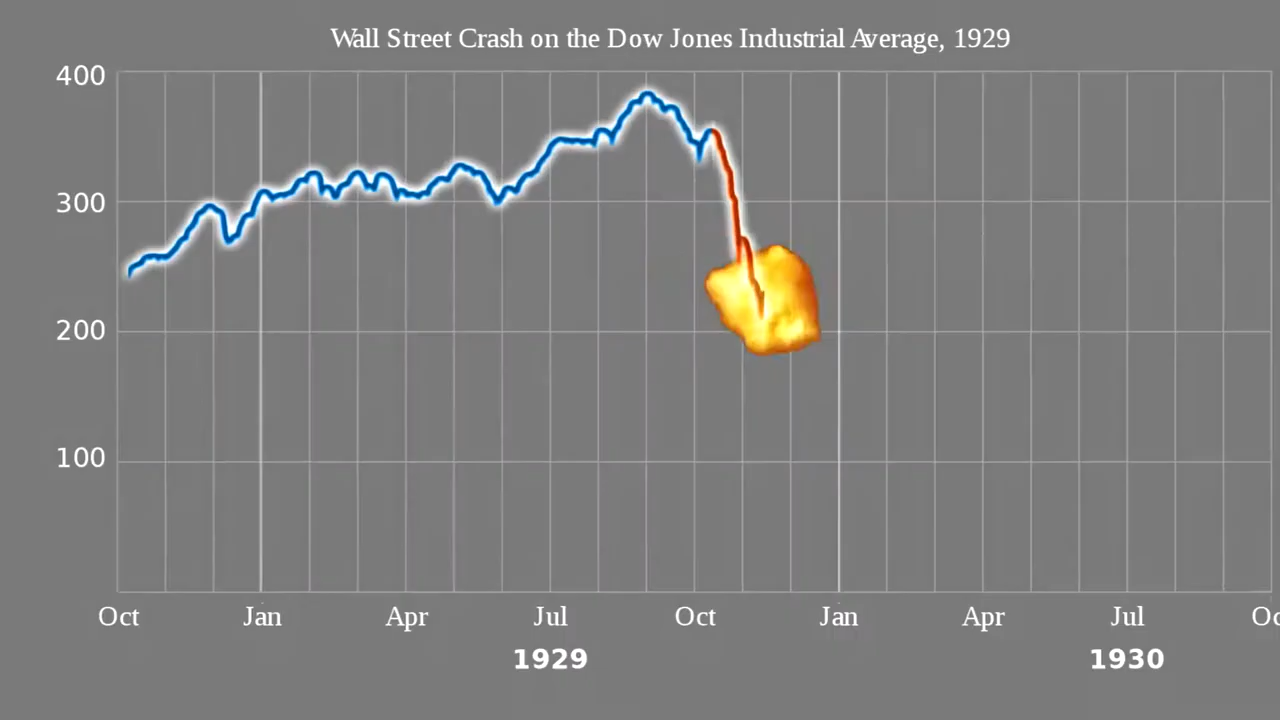 Wall Street Crash on the Dow Jones Industrial Average, 1929
400
300
200
100
Oct Jan Apr Jul Oct Jan Apr Jul Oc
1929 1930